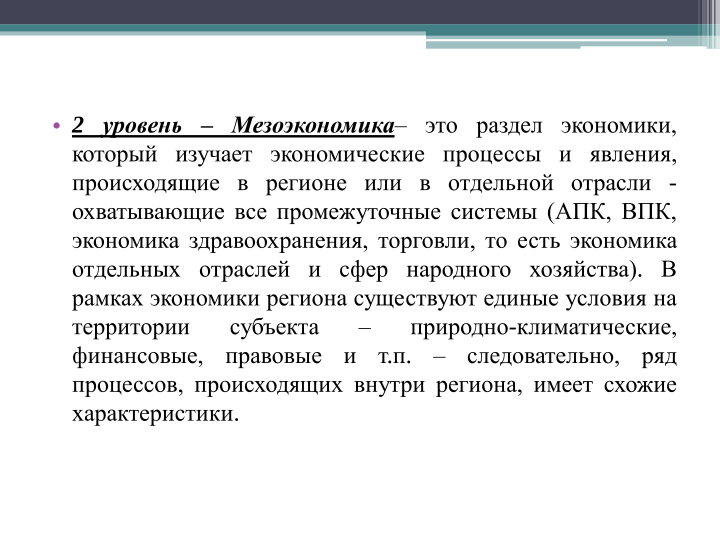 • 2 уровень – Мезоэкономика– это раздел экономики,
который изучает экономические процессы и явления,
происходящие в регионе или в отдельной отрасли -
охватывающие все промежуточные системы (АПК, ВПК,
экономика здравоохранения, торговли, то есть экономика
отдельных отраслей и сфер народного хозяйства). В
рамках экономики региона существуют единые условия на
территории субъекта – природно-климатические,
финансовые, правовые и т.п. – следовательно, ряд
процессов, происходящих внутри региона, имеет схожие
характеристики.